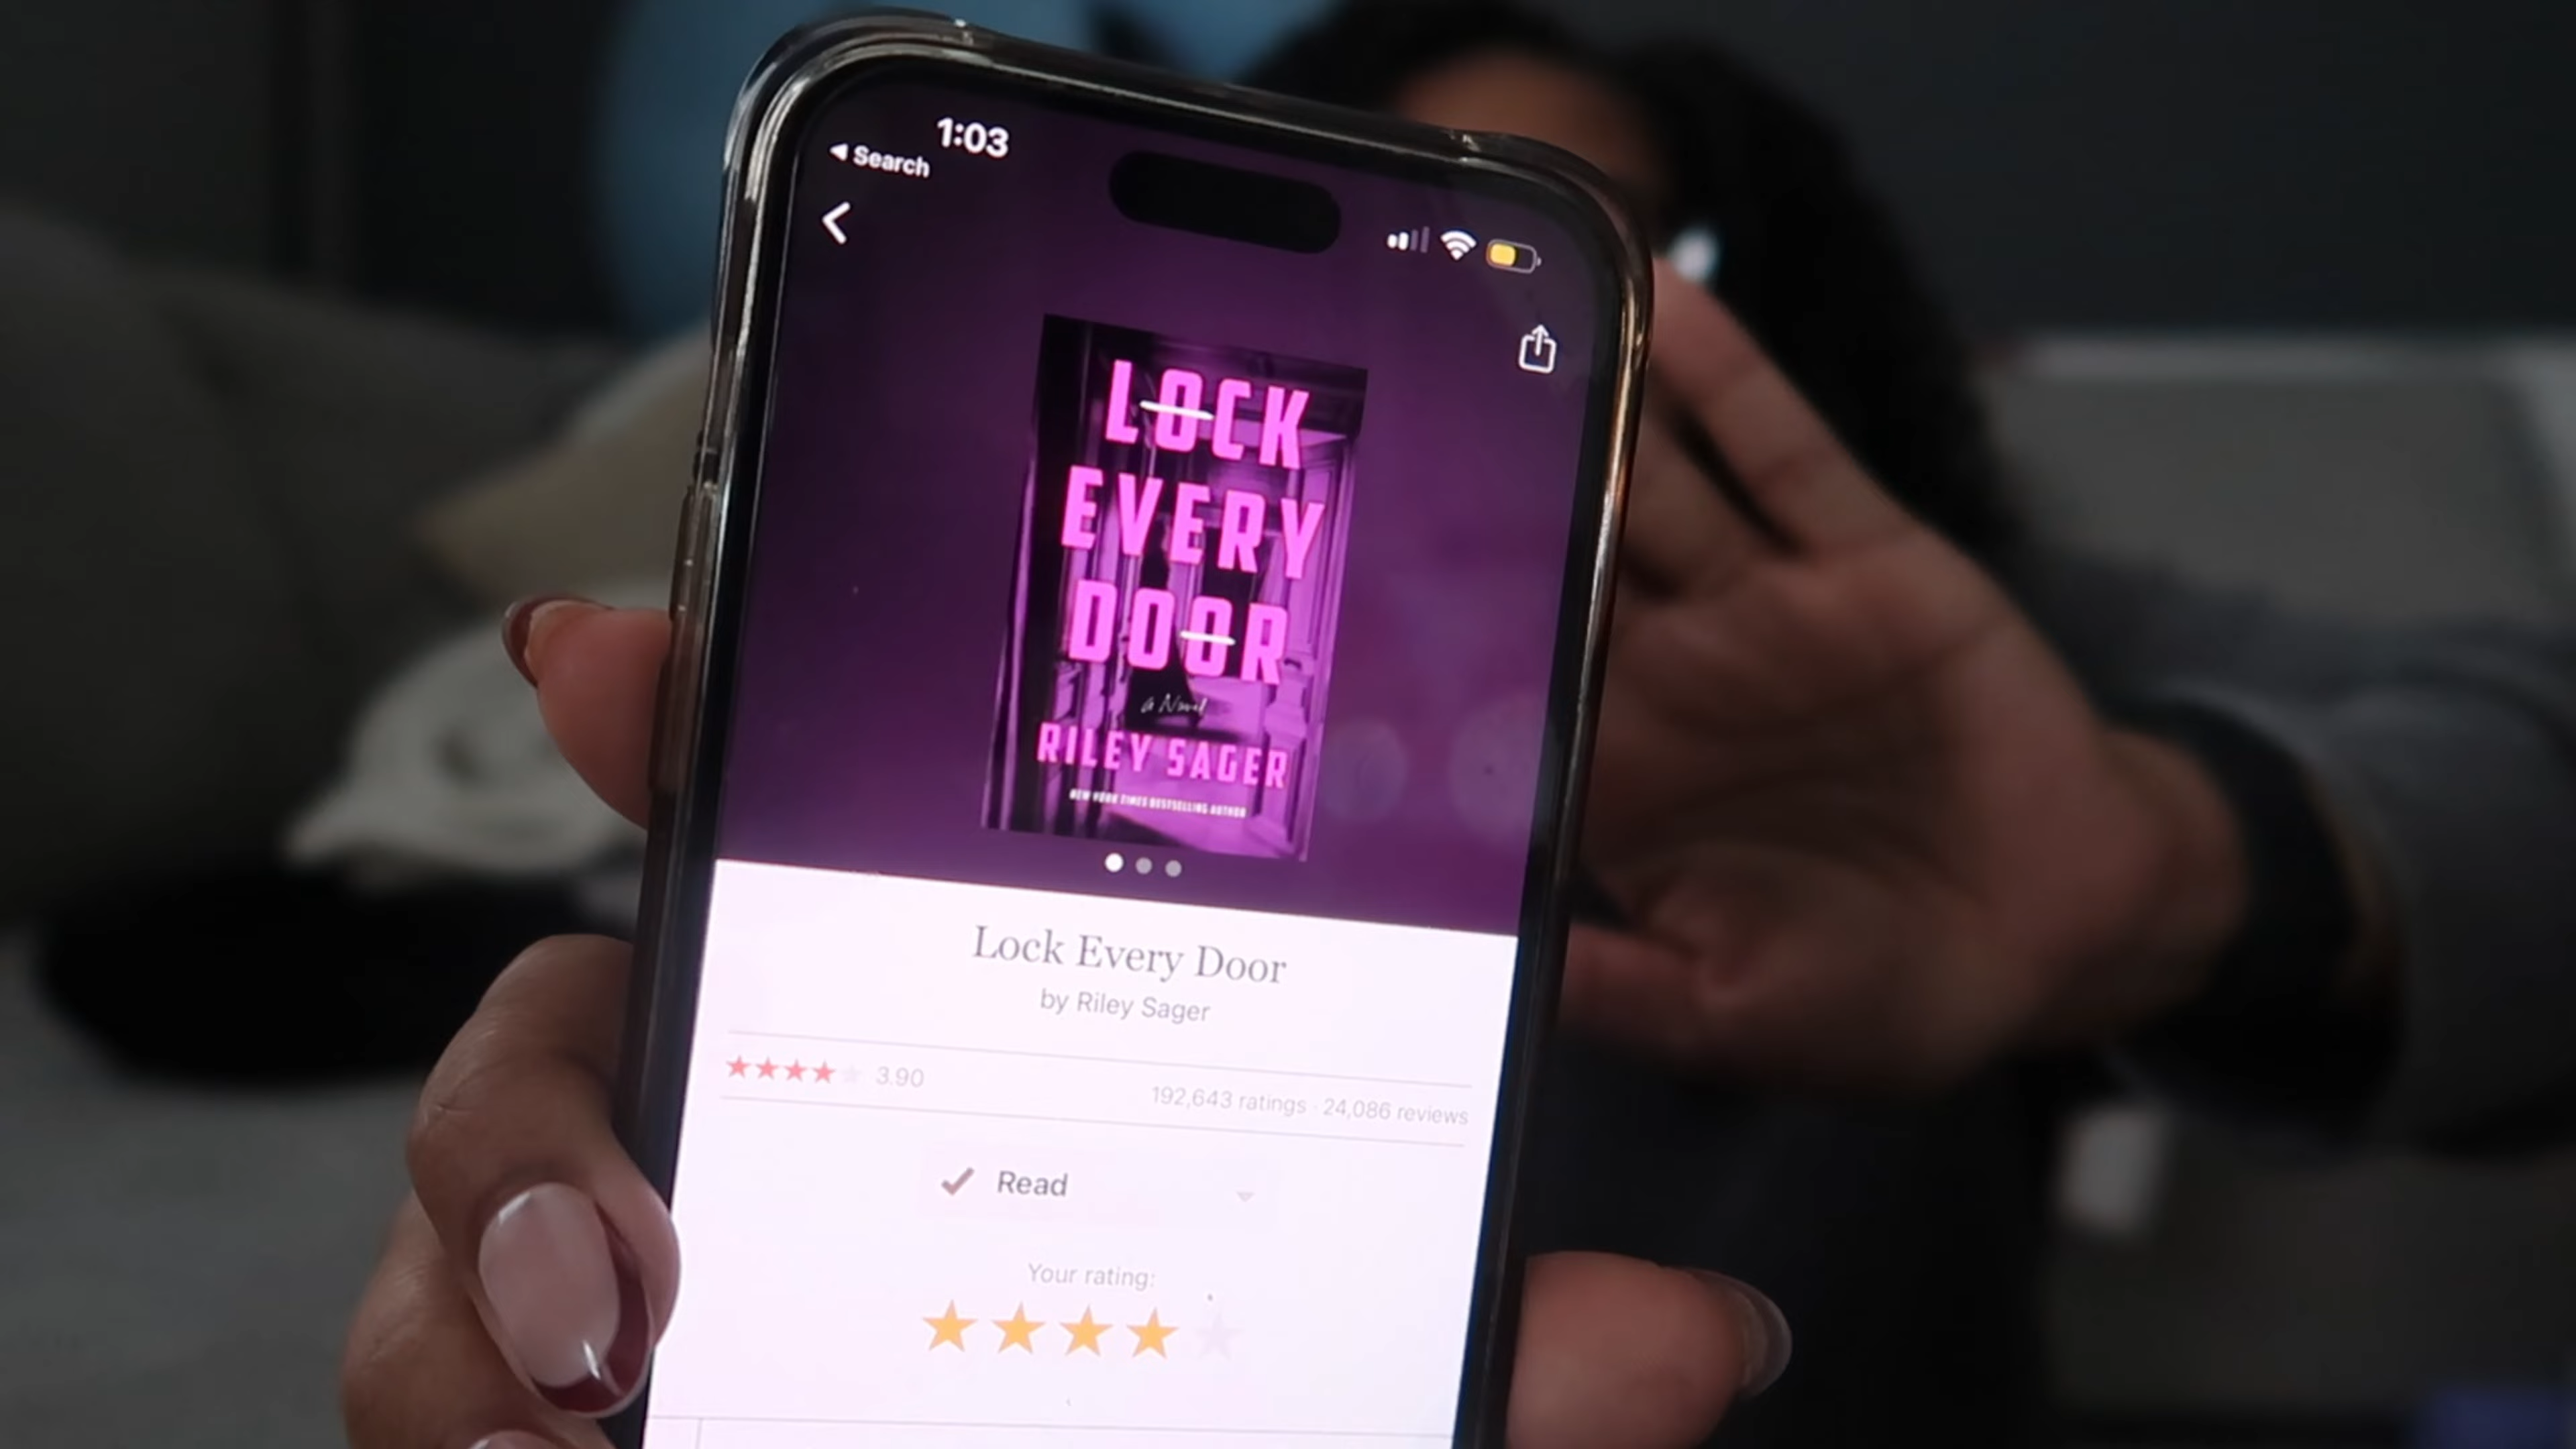 1:03
Search
LOCK
EVERY
DOOR
a Novel
RILEY SAGER
NEW YORK TIMES BESTSELLING AUTHOR
Lock Every Door
by Riley Sager
3.90
192,643 ratings · 24,086 reviews
Read
Your rating: